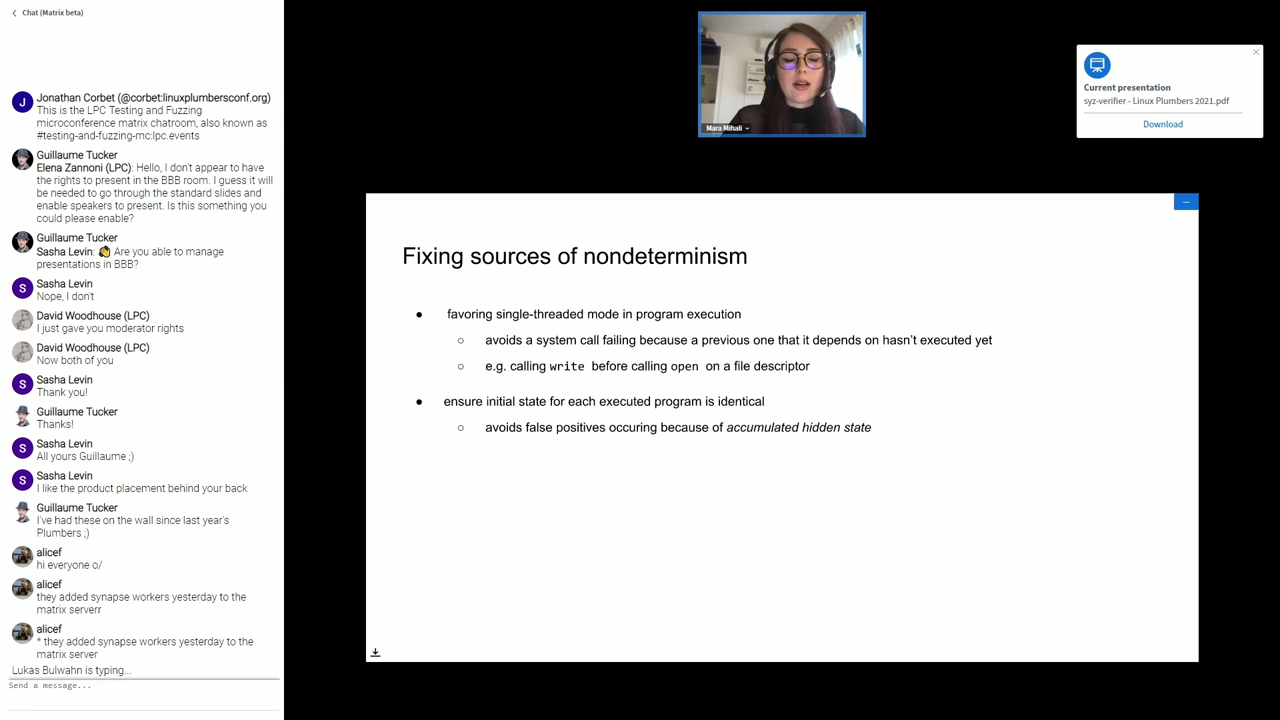 Chat (Matrix beta)
J
Jonathan Corbet (@corbet:linuxplumbersconf.org)
This is the LPC Testing and Fuzzing
microconference matrix chatroom, also known as
#testing-and-fuzzing-mc:lpc.events
Guillaume Tucker
Elena Zannoni (LPC): Hello, I don't appear to have
the rights to present in the BBB room. I guess it will
be needed to go through the standard slides and
enable speakers to present. Is this something you
could please enable?
Guillaume Tucker
Sasha Levin: 👏 Are you able to manage
presentations in BBB?
S
Sasha Levin
Nope, I don't
David Woodhouse (LPC)
I just gave you moderator rights
David Woodhouse (LPC)
Now both of you
S
Sasha Levin
Thank you!
Guillaume Tucker
Thanks!
S
Sasha Levin
All yours Guillaume ;)
S
Sasha Levin
I like the product placement behind your back
Guillaume Tucker
I've had these on the wall since last year's
Plumbers ;)
alicef
hi everyone o/
alicef
they added synapse workers yesterday to the
matrix serverr
alicef
* they added synapse workers yesterday to the
matrix server
Lukas Bulwahn is typing...
Send a message...
Mara Mihali
Current presentation
syz-verifier - Linux Plumbers 2021.pdf
Download
Fixing sources of nondeterminism
● favoring single-threaded mode in program execution
○ avoids a system call failing because a previous one that it depends on hasn't executed yet
○ e.g. calling write before calling open on a file descriptor
● ensure initial state for each executed program is identical
○ avoids false positives occuring because of accumulated hidden state